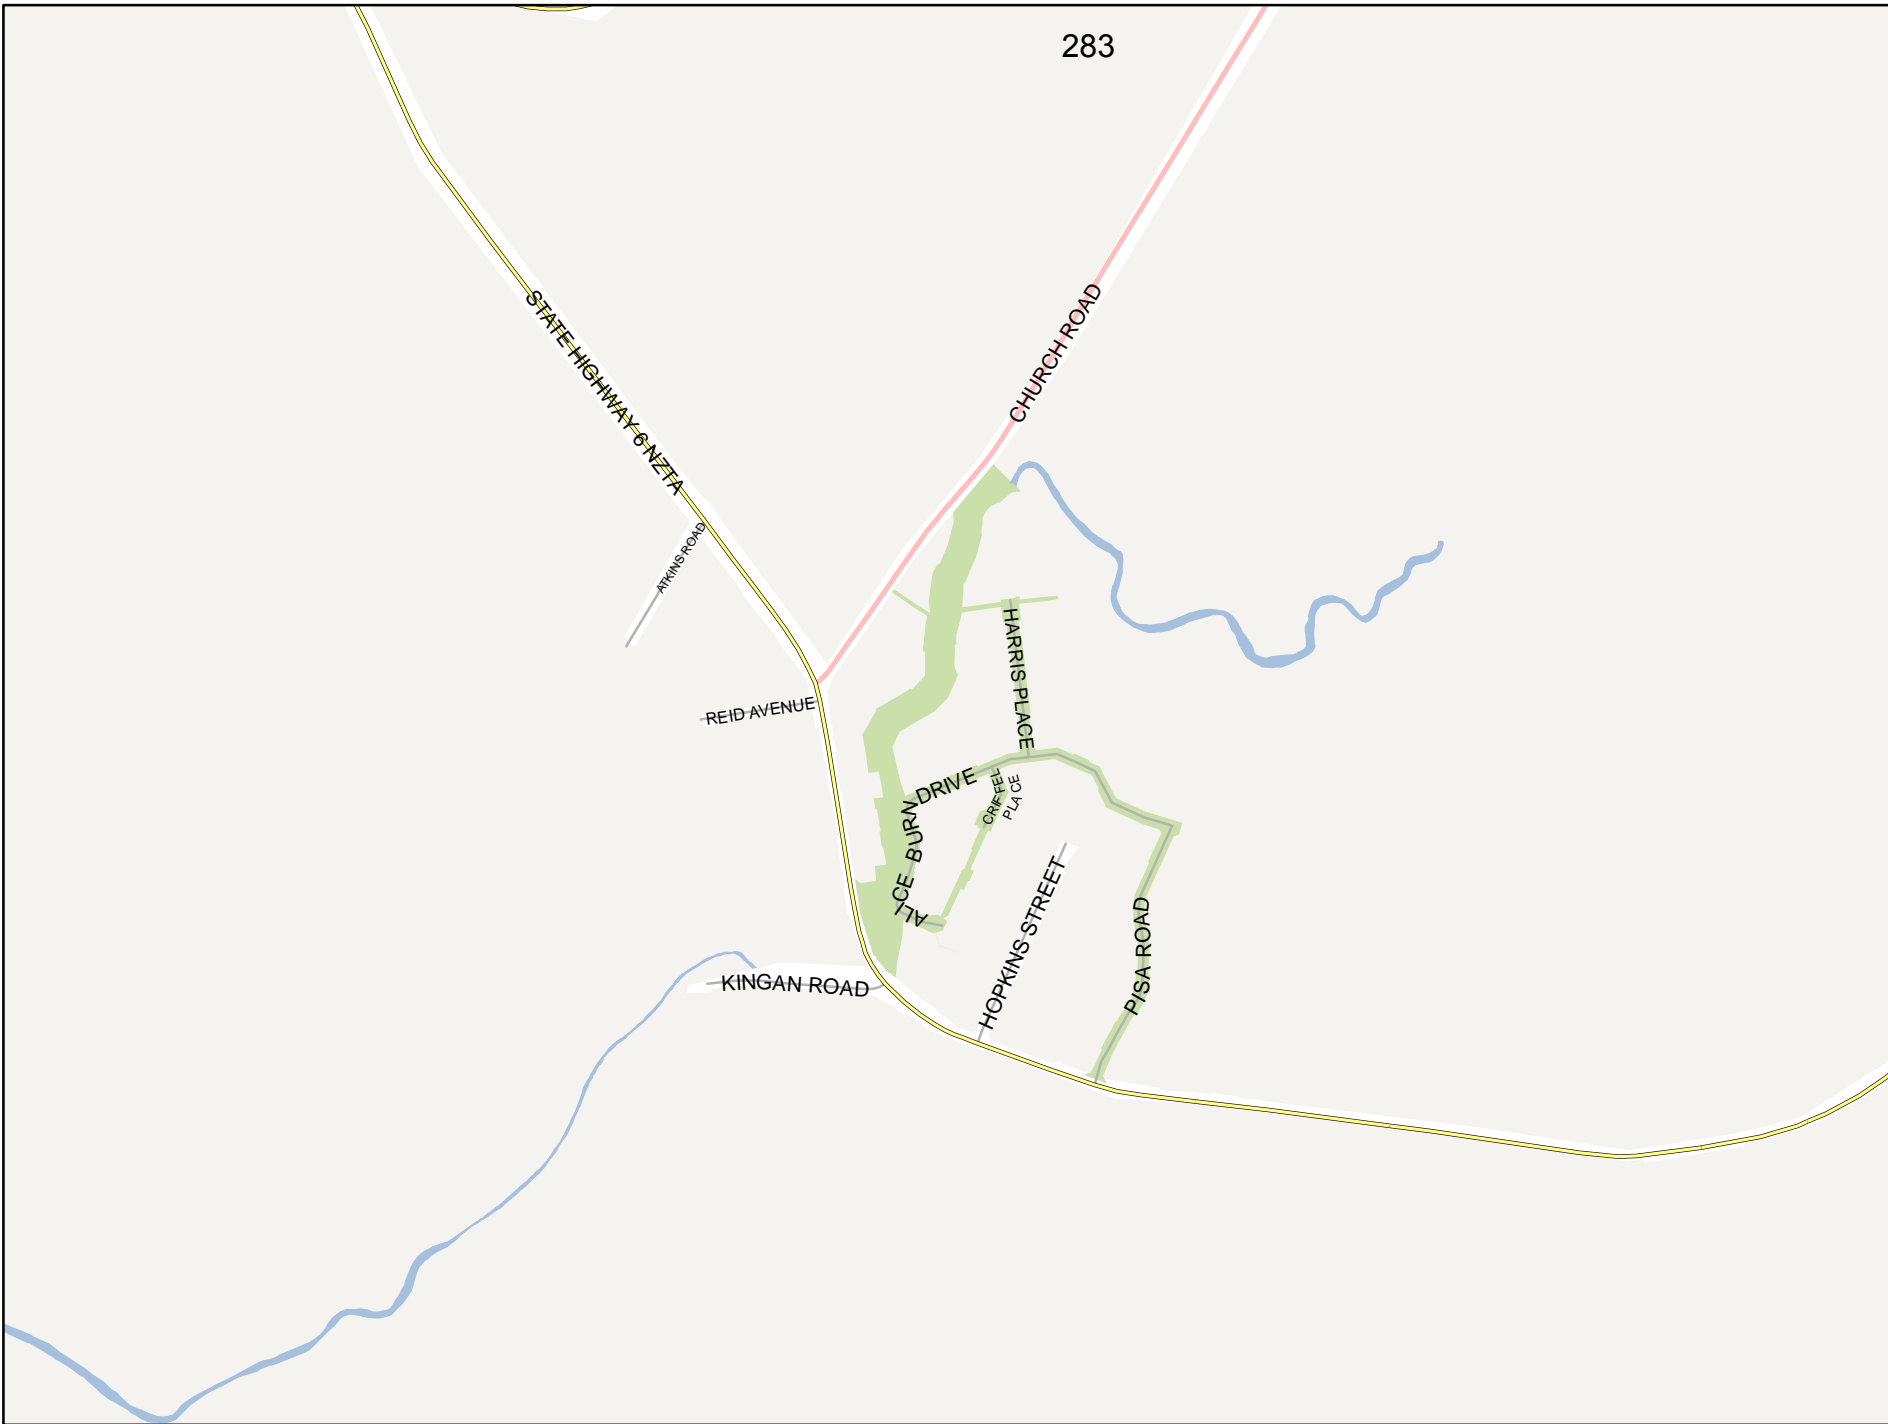 283
STATE HIGHWAY 6 NZTA
CHURCH ROAD
ATKINS ROAD
REID AVENUE
HARRIS PLACE
ALICE BURN DRIVE
CRIFFEL
PLACE
HOPKINS STREET
PISA ROAD
KINGAN ROAD